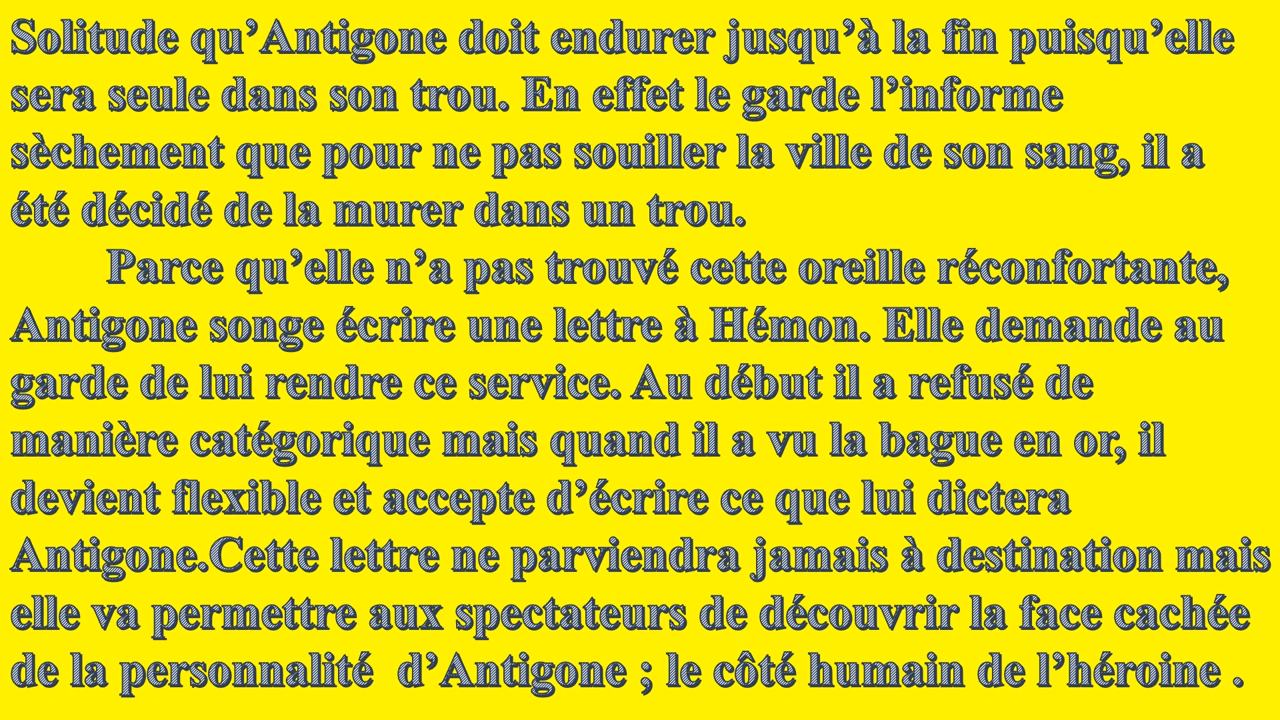 Solitude qu’Antigone doit endurer jusqu’à la fin puisqu’elle
sera seule dans son trou. En effet le garde l’informe
sèchement que pour ne pas souiller la ville de son sang, il a
été décidé de la murer dans un trou.
Parce qu’elle n’a pas trouvé cette oreille réconfortante,
Antigone songe écrire une lettre à Hémon. Elle demande au
garde de lui rendre ce service. Au début il a refusé de
manière catégorique mais quand il a vu la bague en or, il
devient flexible et accepte d’écrire ce que lui dictera
Antigone.Cette lettre ne parviendra jamais à destination mais
elle va permettre aux spectateurs de découvrir la face cachée
de la personnalité  d’Antigone ; le côté humain de l’héroine .